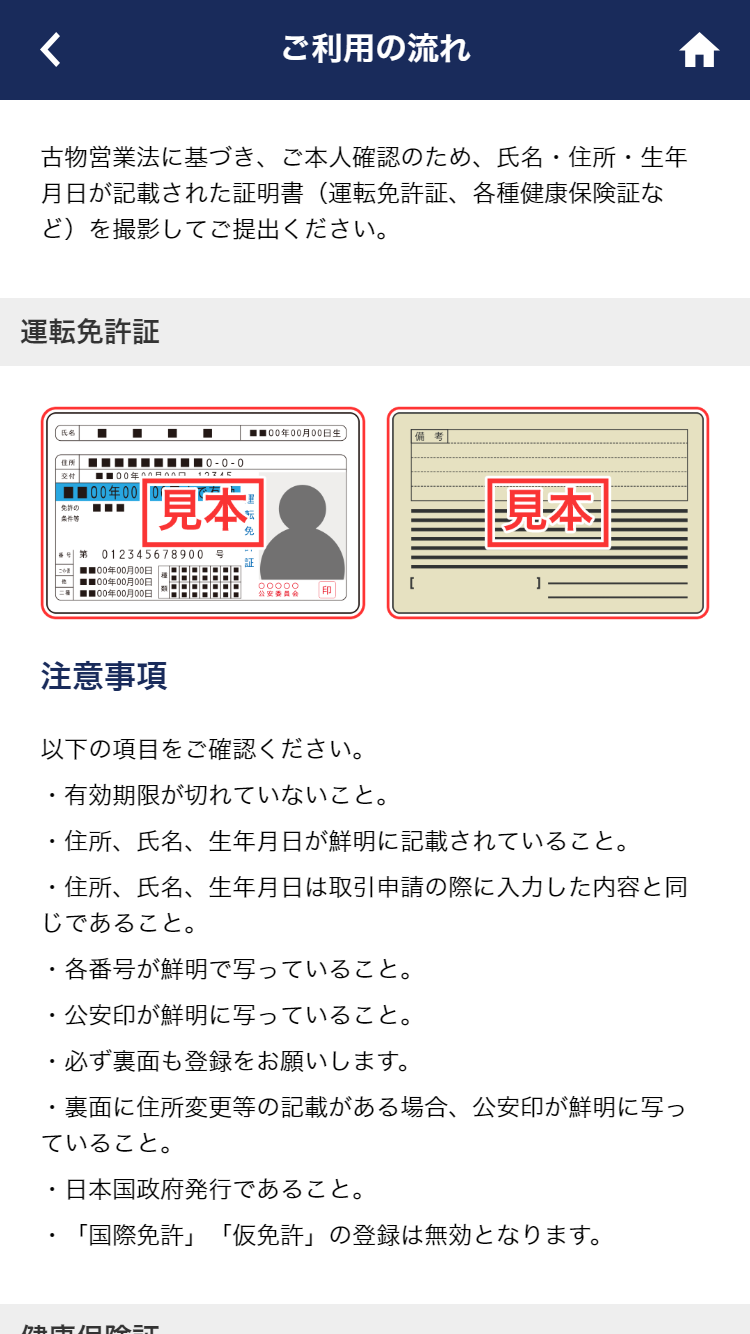 ご利用の流れ
古物営業法に基づき、ご本人確認のため、氏名・住所・生年
月日が記載された証明書（運転免許証、各種健康保険証な
ど）を撮影してご提出ください。
運転免許証
氏名 ■ ■ ■ ■ ■■00年00月00日生
住所 ■■■■■■■■■0-0-0
交付 ■■00年00月00日 12345
■■00年00
免許の
条件等
■■■
見本
運転免許証
番号 第 012345678900 号
■■00年00月00日
他 ■■00年00月00日
二種 ■■00年00月00日
種類
○○○○○
公安委員会
印
備考
見本
[ ]
注意事項
以下の項目をご確認ください。
・有効期限が切れていないこと。
・住所、氏名、生年月日が鮮明に記載されていること。
・住所、氏名、生年月日は取引申請の際に入力した内容と同
じであること。
・各番号が鮮明で写っていること。
・公安印が鮮明に写っていること。
・必ず裏面も登録をお願いします。
・裏面に住所変更等の記載がある場合、公安印が鮮明に写っ
ていること。
・日本国政府発行であること。
・「国際免許」「仮免許」の登録は無効となります。
健康保険証